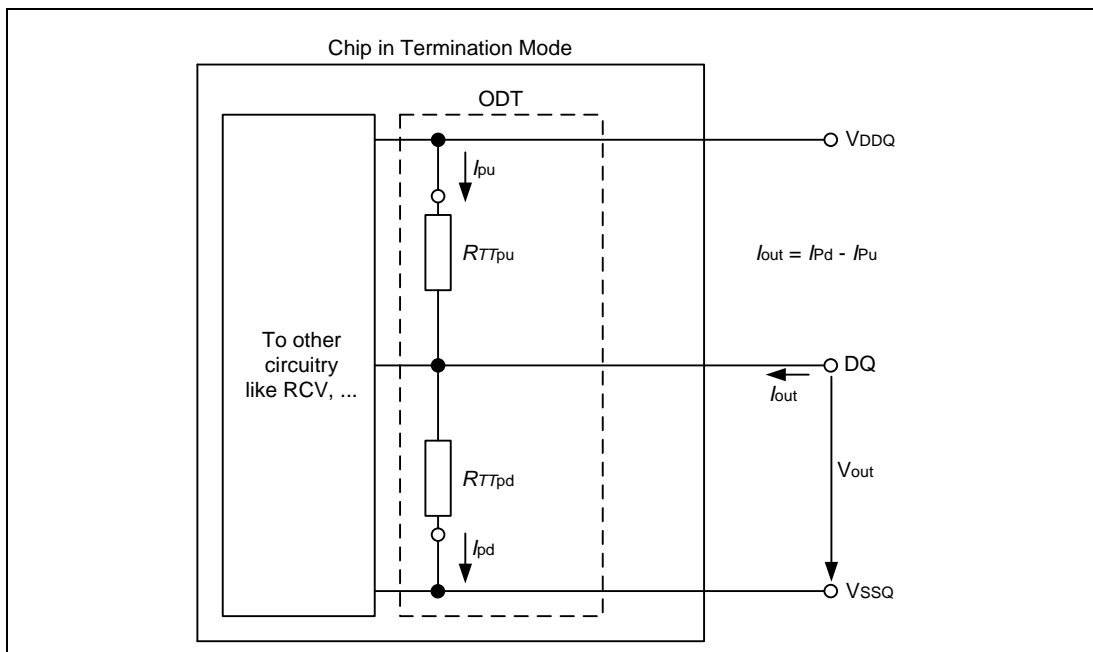 Chip in Termination Mode
ODT
VDDQ
Ipu
RTTpu
Iout = IPd - IPu
To other
circuitry
like RCV, ...
DQ
Iout
RTTpd
Vout
Ipd
VSSQ